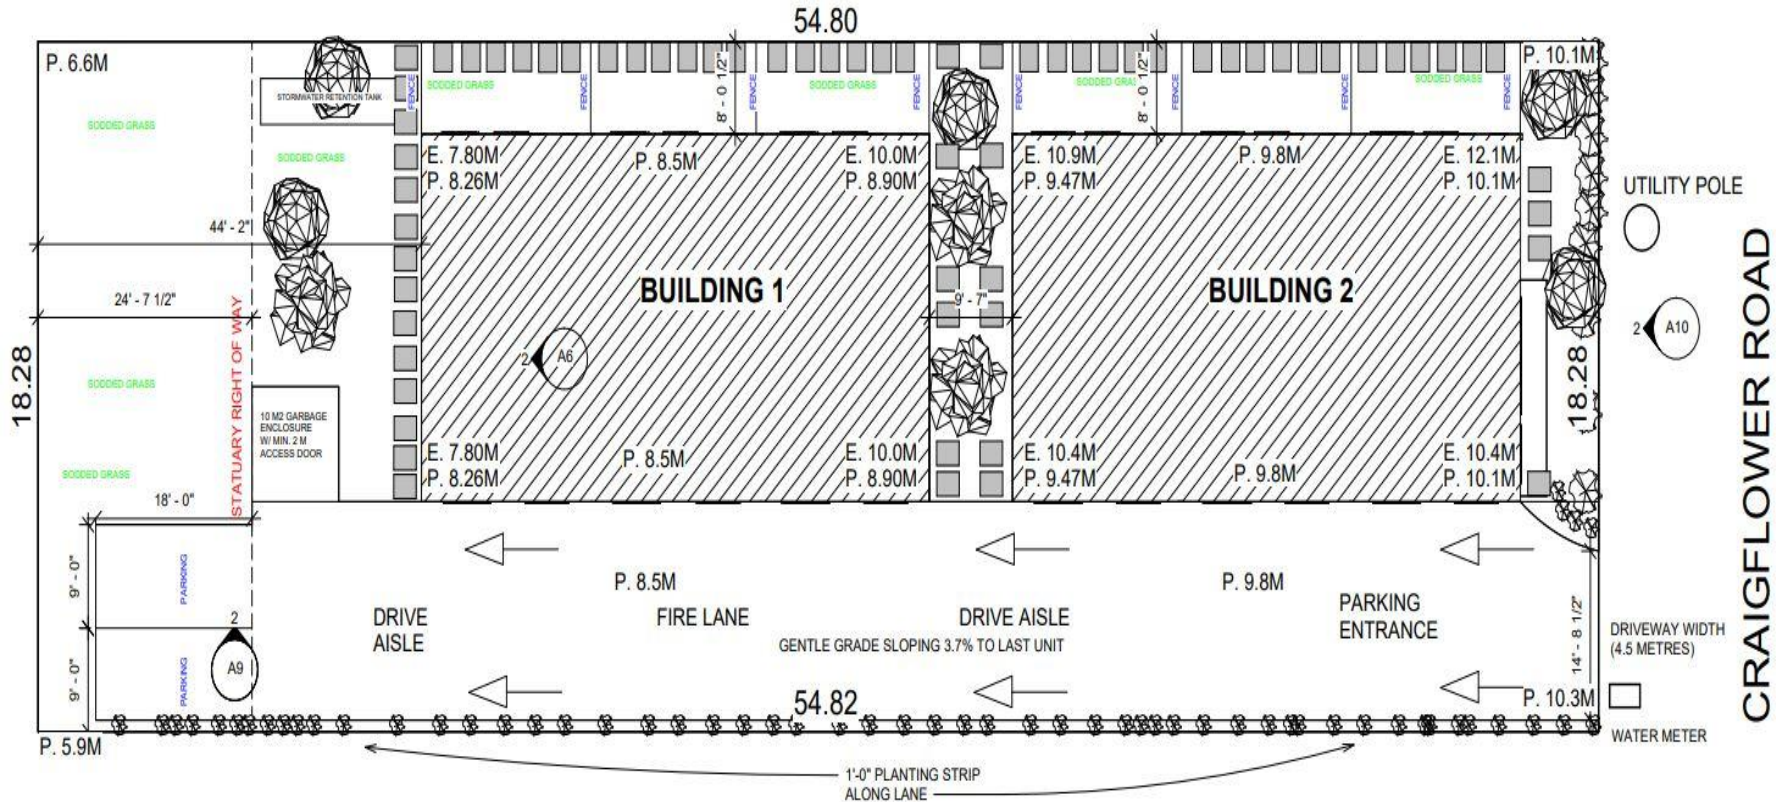 54.80
P. 6.6M
P. 10.1M
STORMWATER RETENTION TANK
FENCE
SODDED GRASS
FENCE
8' - 0 1/2"
FENCE
SODDED GRASS
FENCE
FENCE
SODDED GRASS
8' - 0 1/2"
FENCE
FENCE
SODDED GRASS
FENCE
SODDED GRASS
SODDED GRASS
E. 7.80M
P. 8.26M
P. 8.5M
E. 10.0M
P. 8.90M
E. 10.9M
P. 9.47M
P. 9.8M
E. 12.1M
P. 10.1M
UTILITY POLE
44' - 2"
24' - 7 1/2"
STATUARY RIGHT OF WAY
BUILDING 1
9' - 7"
BUILDING 2
2
A6
2
A10
18.28
18.28
CRAIGFLOWER ROAD
SODDED GRASS
10 M2 GARBAGE
ENCLOSURE
W/ MIN. 2 M
ACCESS DOOR
SODDED GRASS
E. 7.80M
P. 8.26M
P. 8.5M
E. 10.0M
P. 8.90M
E. 10.4M
P. 9.47M
P. 9.8M
E. 10.4M
P. 10.1M
18' - 0"
9' - 0"
PARKING
P. 8.5M
P. 9.8M
DRIVE
AISLE
FIRE LANE
DRIVE AISLE
PARKING
ENTRANCE
GENTLE GRADE SLOPING 3.7% TO LAST UNIT
14' - 8 1/2"
DRIVEWAY WIDTH
(4.5 METRES)
2
A9
9' - 0"
PARKING
54.82
P. 10.3M
WATER METER
P. 5.9M
1'-0" PLANTING STRIP
ALONG LANE